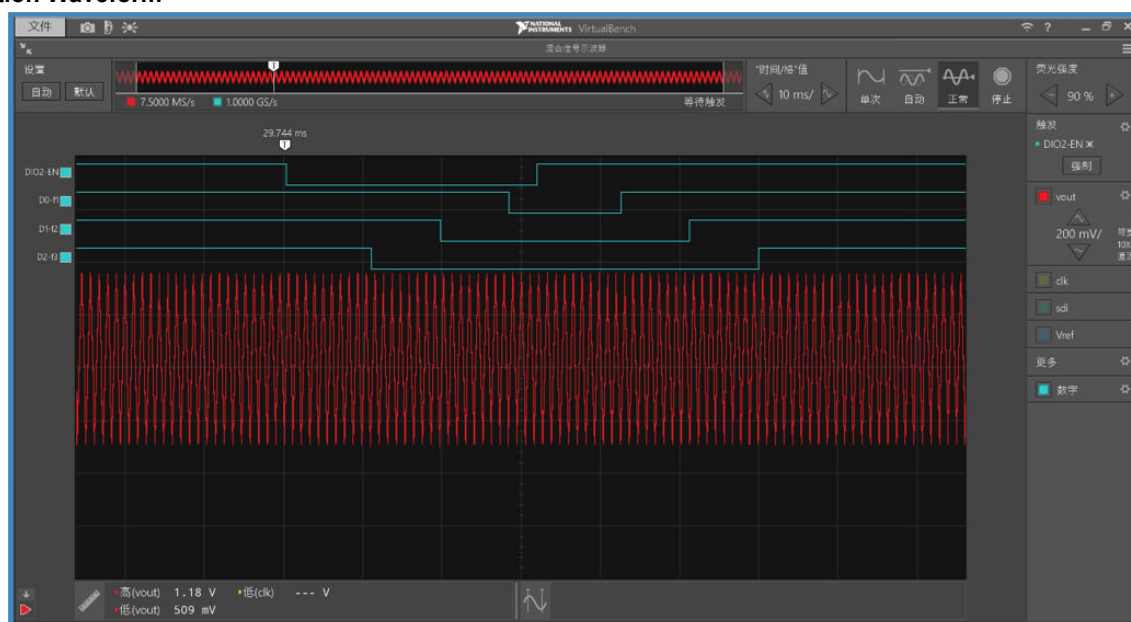 文件
NATIONAL INSTRUMENTS VirtualBench
?
混合信号示波器
设置
自动 默认
7.5000 MS/s 1.0000 GS/s 等待触发
"时间/格"值
10 ms/
单次 自动 正常 停止
荧光强度
90 %
29.744 ms
T
DIO2-EN
D0-f1
D1-f2
D2-f3
触发
DIO2-EN
强制
vout
200 mV/
10X
clk
sdi
Vref
更多
数字
高(vout) 1.18 V 低(clk) --- V
低(vout) 509 mV